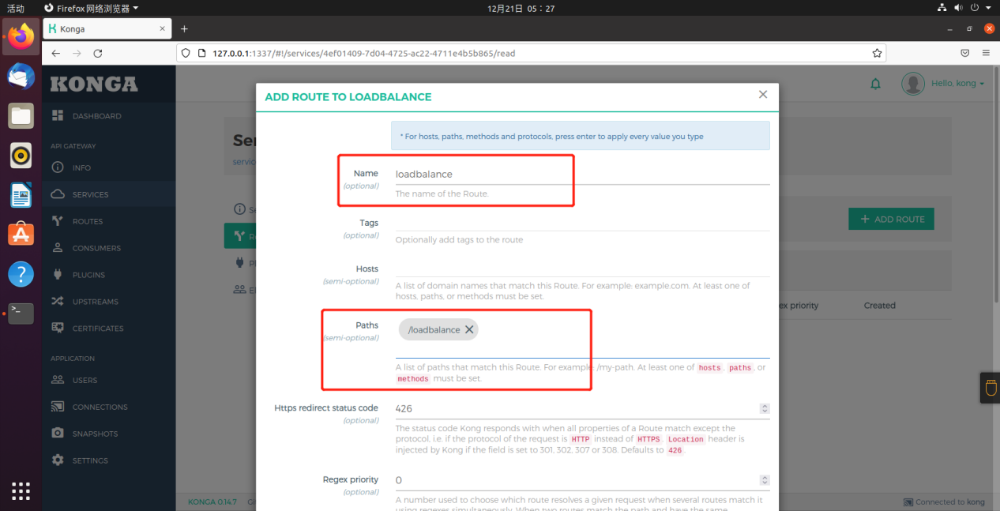 活动
Firefox 网络浏览器
12月21日 05：27
Konga
127.0.0.1:1337/#!/services/4ef01409-7d04-4725-ac22-4711e4b5b865/read
KONGA
Hello, kong
DASHBOARD
API GATEWAY
INFO
SERVICES
ROUTES
CONSUMERS
PLUGINS
UPSTREAMS
CERTIFICATES
APPLICATION
USERS
CONNECTIONS
SNAPSHOTS
SETTINGS
ADD ROUTE TO LOADBALANCE
* For hosts, paths, methods and protocols, press enter to apply every value you type
Name
(optional)
loadbalance
The name of the Route.
Tags
(optional)
Optionally add tags to the route
Hosts
(semi-optional)
A list of domain names that match this Route. For example: example.com. At least one of
hosts, paths, or methods must be set.
Paths
(semi-optional)
/loadbalance
A list of paths that match this Route. For example: /my-path. At least one of hosts, paths, or
methods must be set.
Https redirect status code
(optional)
426
The status code Kong responds with when all properties of a Route match except the
protocol, i.e. if the protocol of the request is HTTP instead of HTTPS. Location header is
injected by Kong if the field is set to 301, 302, 307 or 308. Defaults to 426.
Regex priority
(optional)
0
A number used to choose which route resolves a given request when several routes match it
using regexes simultaneously. When two routes match the path and have the same
+ ADD ROUTE
ex priority
Created
KONGA 0.14.7
Connected to kong